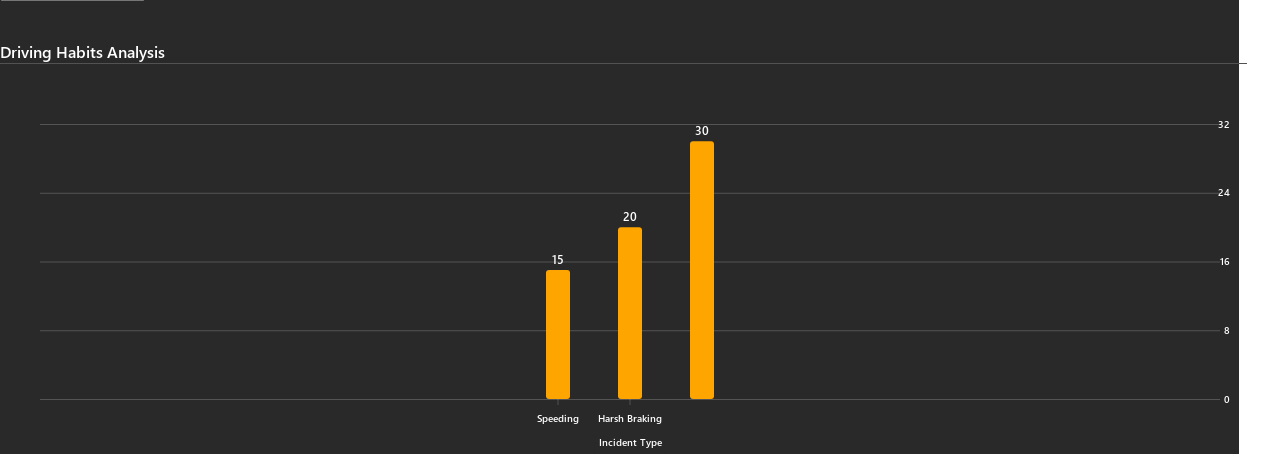 Driving Habits Analysis
32
30
24
20
16
15
8
0
Speeding Harsh Braking
Incident Type